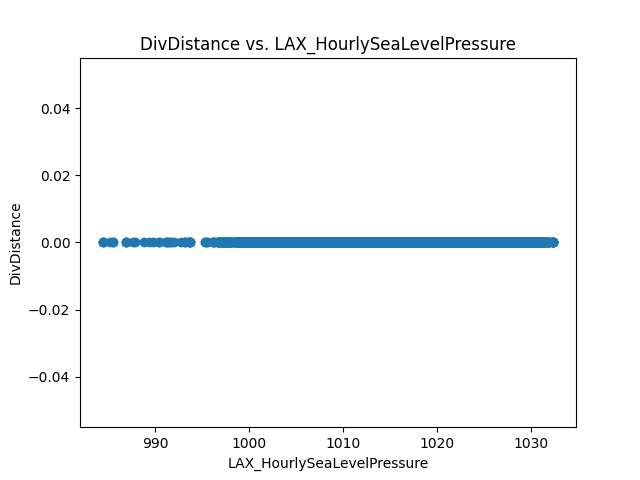 DivDistance vs. LAX_HourlySeaLevelPressure
0.04
0.02
0.00
−0.02
−0.04
DivDistance
990 1000 1010 1020 1030
LAX_HourlySeaLevelPressure